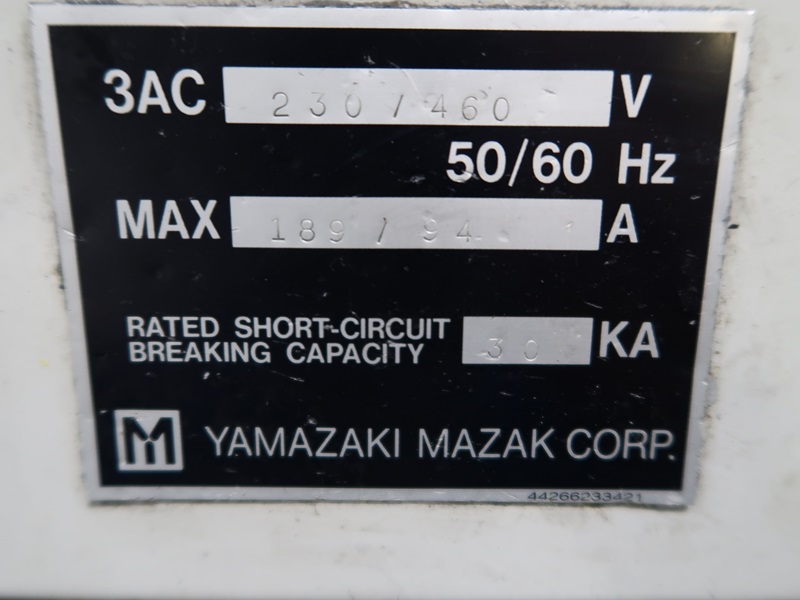 3AC 230/460 V
50/60 Hz
MAX 189/94 A
RATED SHORT-CIRCUIT
BREAKING CAPACITY 30 KA
YAMAZAKI MAZAK CORP.
44266233421